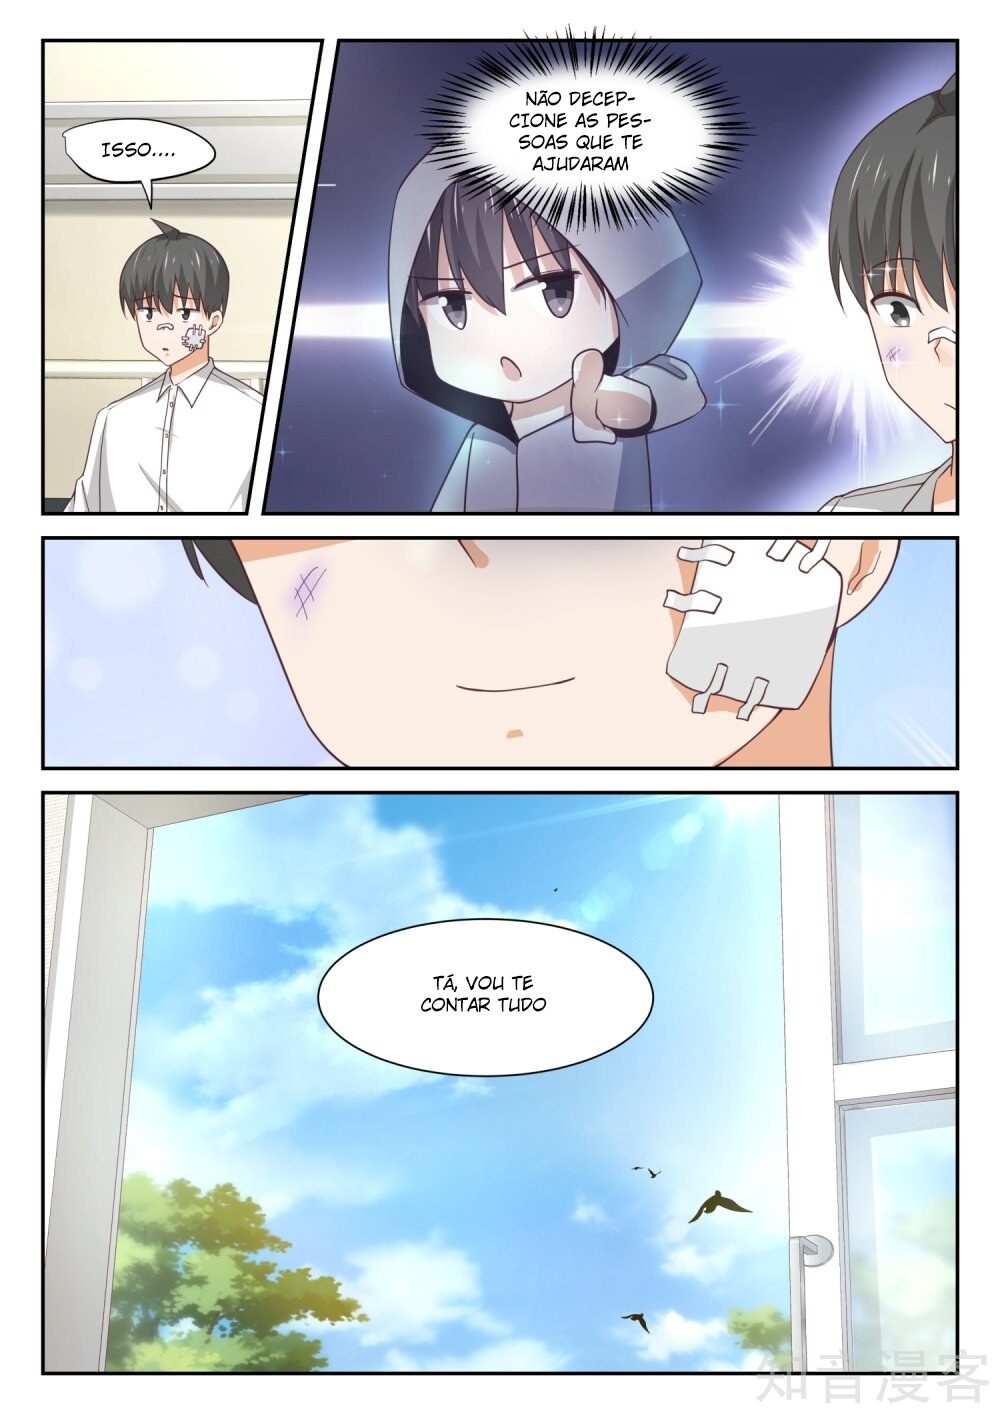 ISSO....
NÃO DECEP-
CIONE AS PES-
SOAS QUE TE
AJUDARAM
TÁ, VOU TE
CONTAR TUDO
知音漫客